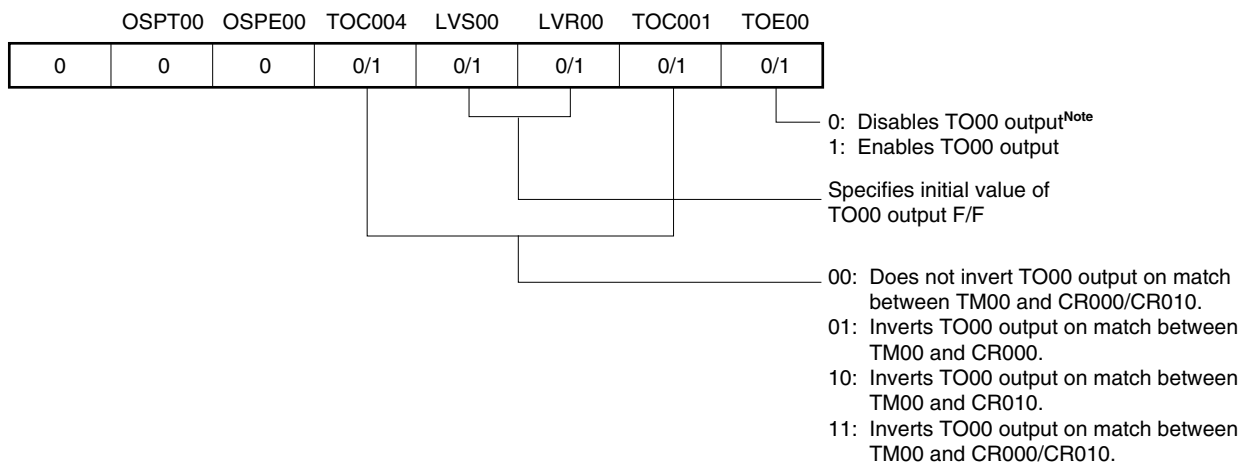 OSPT00 OSPE00 TOC004 LVS00 LVR00 TOC001 TOE00
0 0 0 0/1 0/1 0/1 0/1 0/1
0: Disables TO00 outputNote
1: Enables TO00 output
Specifies initial value of
TO00 output F/F
00: Does not invert TO00 output on match
between TM00 and CR000/CR010.
01: Inverts TO00 output on match between
TM00 and CR000.
10: Inverts TO00 output on match between
TM00 and CR010.
11: Inverts TO00 output on match between
TM00 and CR000/CR010.